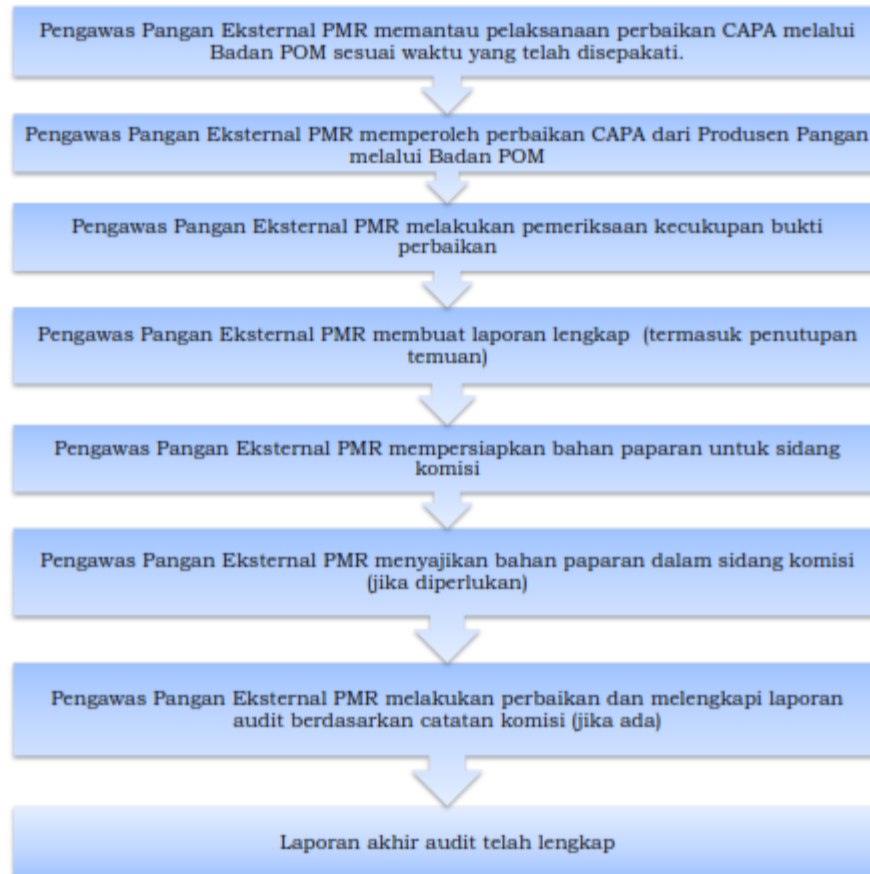 Pengawas Pangan Eksternal PMR memantau pelaksanaan perbaikan CAPA melalui
Badan POM sesuai waktu yang telah disepakati.
Pengawas Pangan Eksternal PMR memperoleh perbaikan CAPA dari Produsen Pangan
melalui Badan POM
Pengawas Pangan Eksternal PMR melakukan pemeriksaan kecukupan bukti
perbaikan
Pengawas Pangan Eksternal PMR membuat laporan lengkap (termasuk penutupan
temuan)
Pengawas Pangan Eksternal PMR mempersiapkan bahan paparan untuk sidang
komisi
Pengawas Pangan Eksternal PMR menyajikan bahan paparan dalam sidang komisi
(jika diperlukan)
Pengawas Pangan Eksternal PMR melakukan perbaikan dan melengkapi laporan
audit berdasarkan catatan komisi (jika ada)
Laporan akhir audit telah lengkap